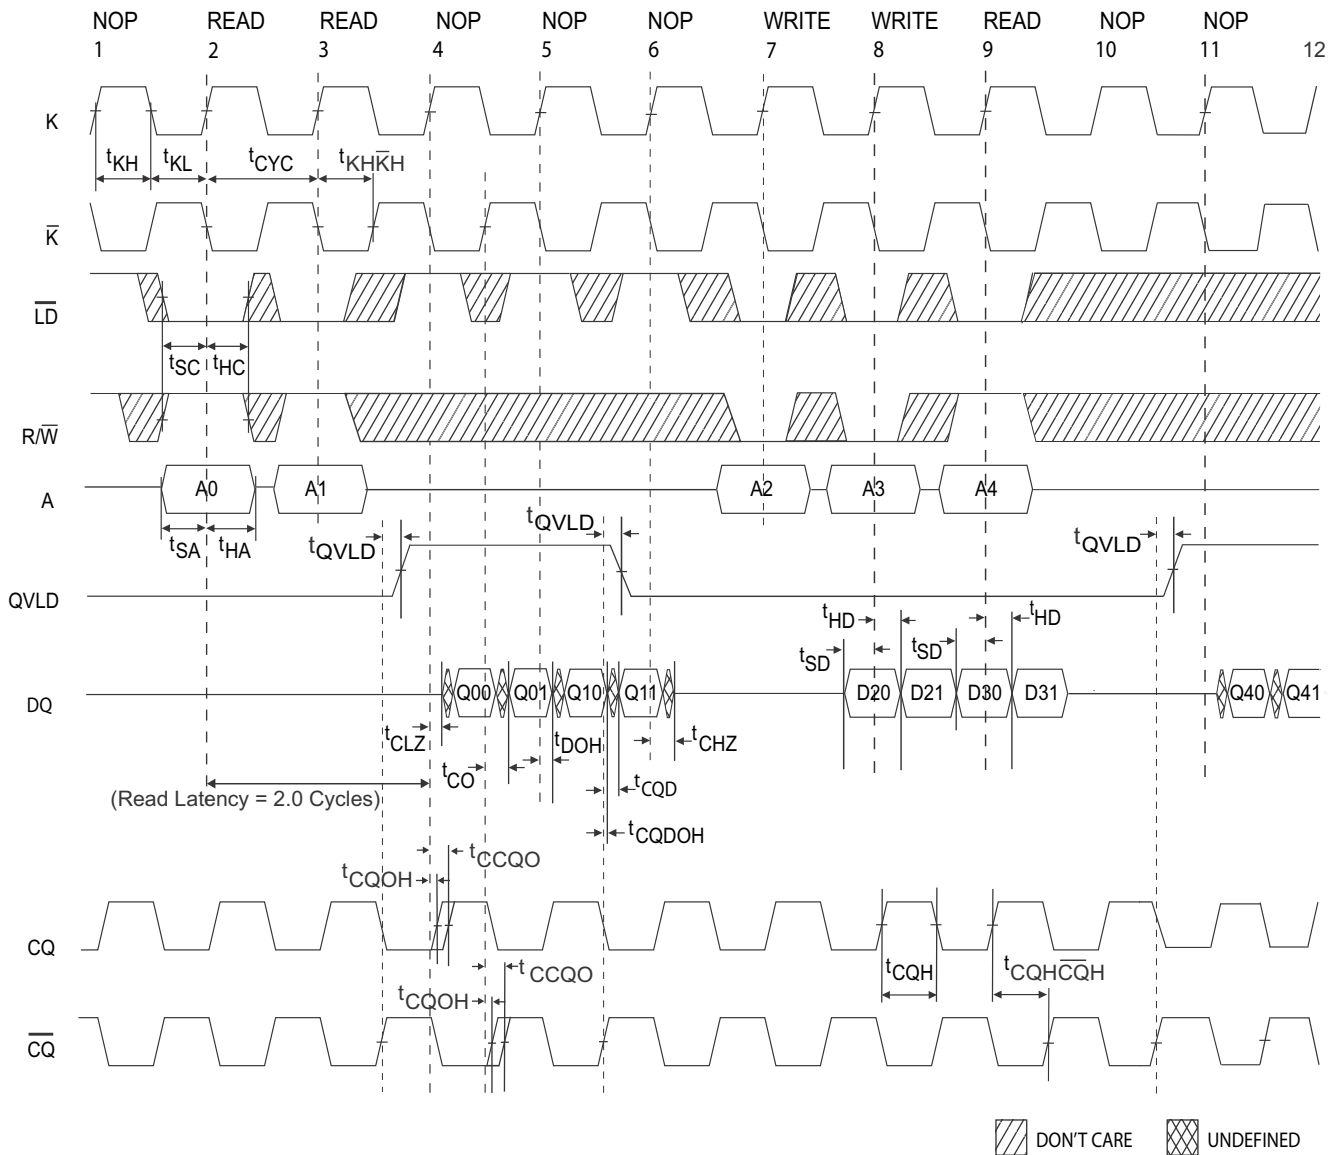 NOP READ READ NOP NOP NOP WRITE WRITE READ NOP NOP
1 2 3 4 5 6 7 8 9 10 11 12
K
tKH tKL tCYC tKHK̅H
K̅
L̅D̅
tSC tHC
R/W̅
A A0 A1 A2 A3 A4
tSA tHA tQVLD tQVLD tQVLD
QVLD
tHD tHD
tSD tSD
DQ Q00 Q01 Q10 Q11 D20 D21 D30 D31 Q40 Q41
tCLZ tDOH tCHZ
tCO tCQD
(Read Latency = 2.0 Cycles)
tCQDOH
tCCQO
tCQOH
CQ
tCCQO tCQH tCQHC̅Q̅H
tCQOH
C̅Q̅
DON'T CARE UNDEFINED